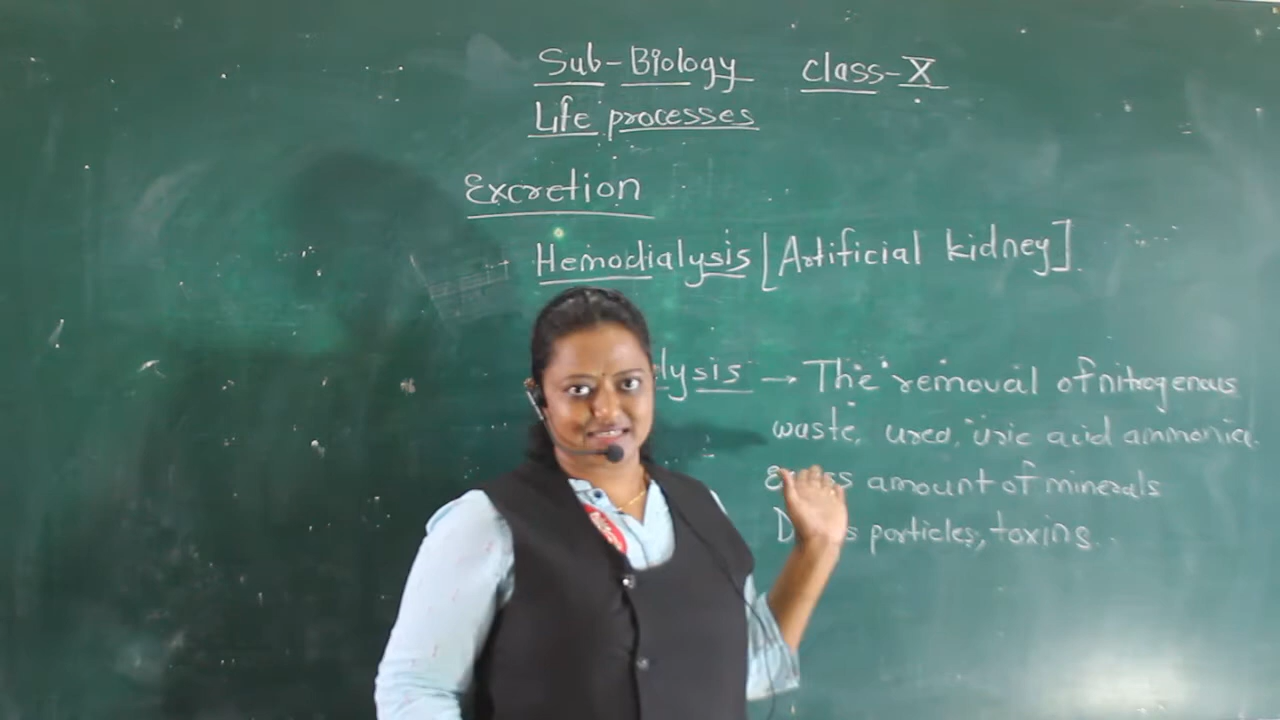 Sub-Biology class-X
Life processes
Excretion
Hemodialysis [Artificial kidney]
lysis → The removal of nitrogenous
waste, urea, uric acid ammonia.
amount of minerals
particles, toxins.